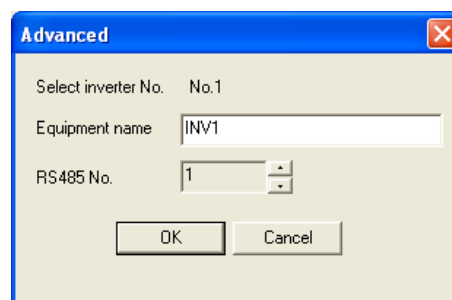 Advanced
Select inverter No. No.1
Equipment name INV1
RS485 No. 1
OK Cancel